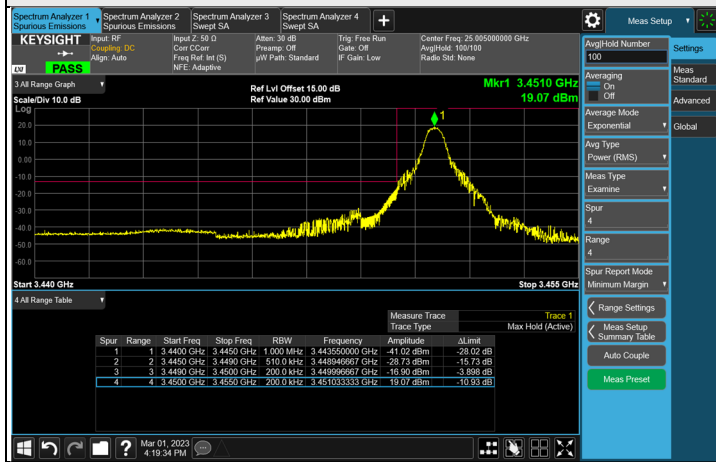 Spectrum Analyzer 1
Spurious Emissions
Spectrum Analyzer 2
Spurious Emissions
Spectrum Analyzer 3
Swept SA
Spectrum Analyzer 4
Swept SA
Meas Setup
KEYSIGHT
LXI
PASS
Input: RF
Coupling: DC
Align: Auto
Input Z: 50 Ω
Corr CCorr
Freq Ref: Int (S)
NFE: Adaptive
Atten: 30 dB
Preamp: Off
µW Path: Standard
Trig: Free Run
Gate: Off
IF Gain: Low
Center Freq: 25.005000000 GHz
Avg|Hold: 100/100
Radio Std: None
3 All Range Graph
Scale/Div 10.0 dB
Ref Lvl Offset 15.00 dB
Ref Value 30.00 dBm
Mkr1 3.4510 GHz
19.07 dBm
Log
20.0
10.0
0.00
-10.0
-20.0
-30.0
-40.0
-50.0
-60.0
1
Start 3.440 GHz
Stop 3.455 GHz
4 All Range Table
Measure Trace Trace 1
Trace Type Max Hold (Active)
Spur Range Start Freq Stop Freq RBW Frequency Amplitude ΔLimit
1 1 3.4400 GHz 3.4450 GHz 1.000 MHz 3.443550000 GHz -41.02 dBm -28.02 dB
2 2 3.4450 GHz 3.4490 GHz 510.0 kHz 3.448946667 GHz -28.73 dBm -15.73 dB
3 3 3.4490 GHz 3.4500 GHz 200.0 kHz 3.449996667 GHz -16.90 dBm -3.898 dB
4 4 3.4500 GHz 3.4550 GHz 200.0 kHz 3.451033333 GHz 19.07 dBm -10.93 dB
Avg|Hold Number
100
Averaging
On
Off
Average Mode
Exponential
Avg Type
Power (RMS)
Meas Type
Examine
Spur
4
Range
4
Spur Report Mode
Minimum Margin
Range Settings
Meas Setup
Summary Table
Auto Couple
Meas Preset
Settings
Meas
Standard
Advanced
Global
Mar 01, 2023
4:19:34 PM